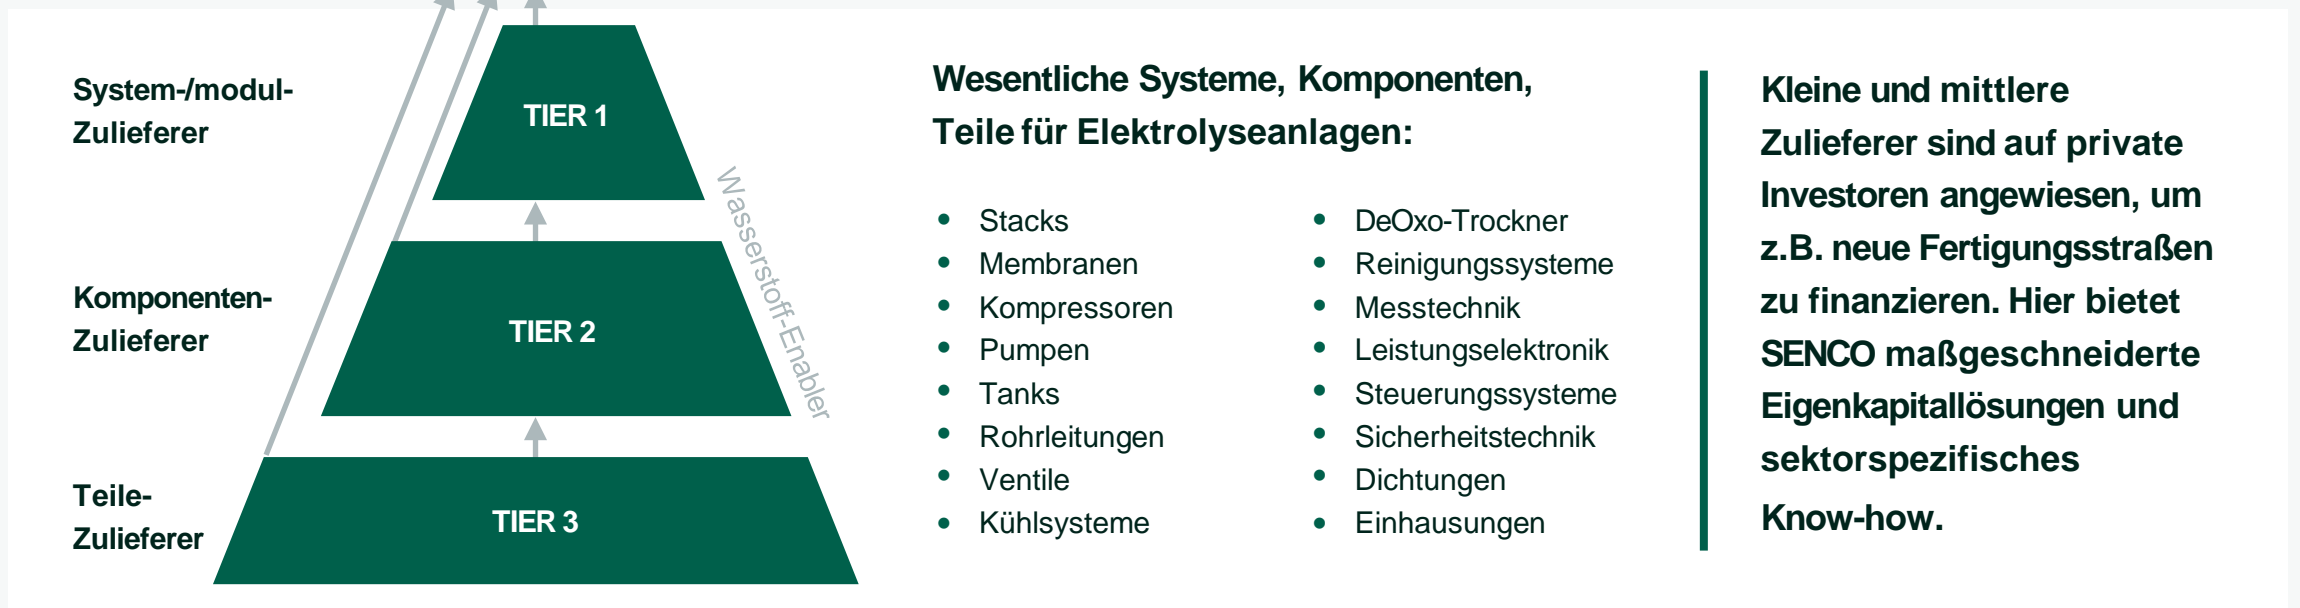 System-/modul-
Zulieferer
TIER 1
Komponenten-
Zulieferer
TIER 2
Teile-
Zulieferer
TIER 3
Wasserstoff-Enabler
Wesentliche Systeme, Komponenten,
Teile für Elektrolyseanlagen:
• Stacks
• Membranen
• Kompressoren
• Pumpen
• Tanks
• Rohrleitungen
• Ventile
• Kühlsysteme
• DeOxo-Trockner
• Reinigungssysteme
• Messtechnik
• Leistungselektronik
• Steuerungssysteme
• Sicherheitstechnik
• Dichtungen
• Einhausungen
Kleine und mittlere
Zulieferer sind auf private
Investoren angewiesen, um
z.B. neue Fertigungsstraßen
zu finanzieren. Hier bietet
SENCO maßgeschneiderte
Eigenkapitallösungen und
sektorspezifisches
Know-how.